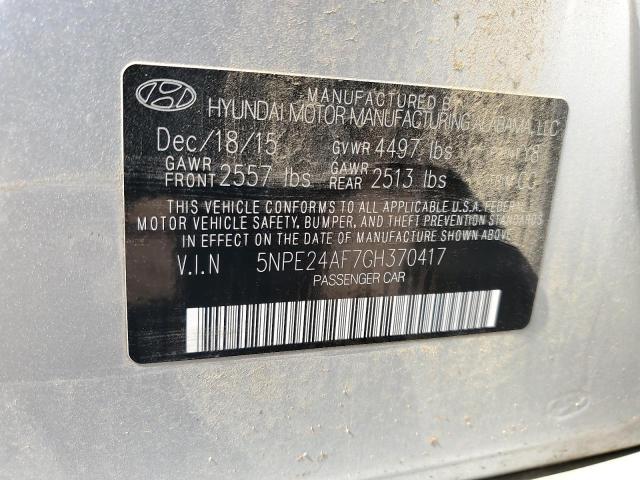 MANUFACTURED BY
HYUNDAI MOTOR MANUFACTURING ALABAMA, LLC
Dec/18/15 GVWR 4497 lbs
GAWR FRONT 2557 lbs GAWR REAR 2513 lbs
THIS VEHICLE CONFORMS TO ALL APPLICABLE U.S.A. FEDERAL
MOTOR VEHICLE SAFETY, BUMPER, AND THEFT PREVENTION STANDARDS
IN EFFECT ON THE DATE OF MANUFACTURE SHOWN ABOVE.
V.I.N 5NPE24AF7GH370417
PASSENGER CAR